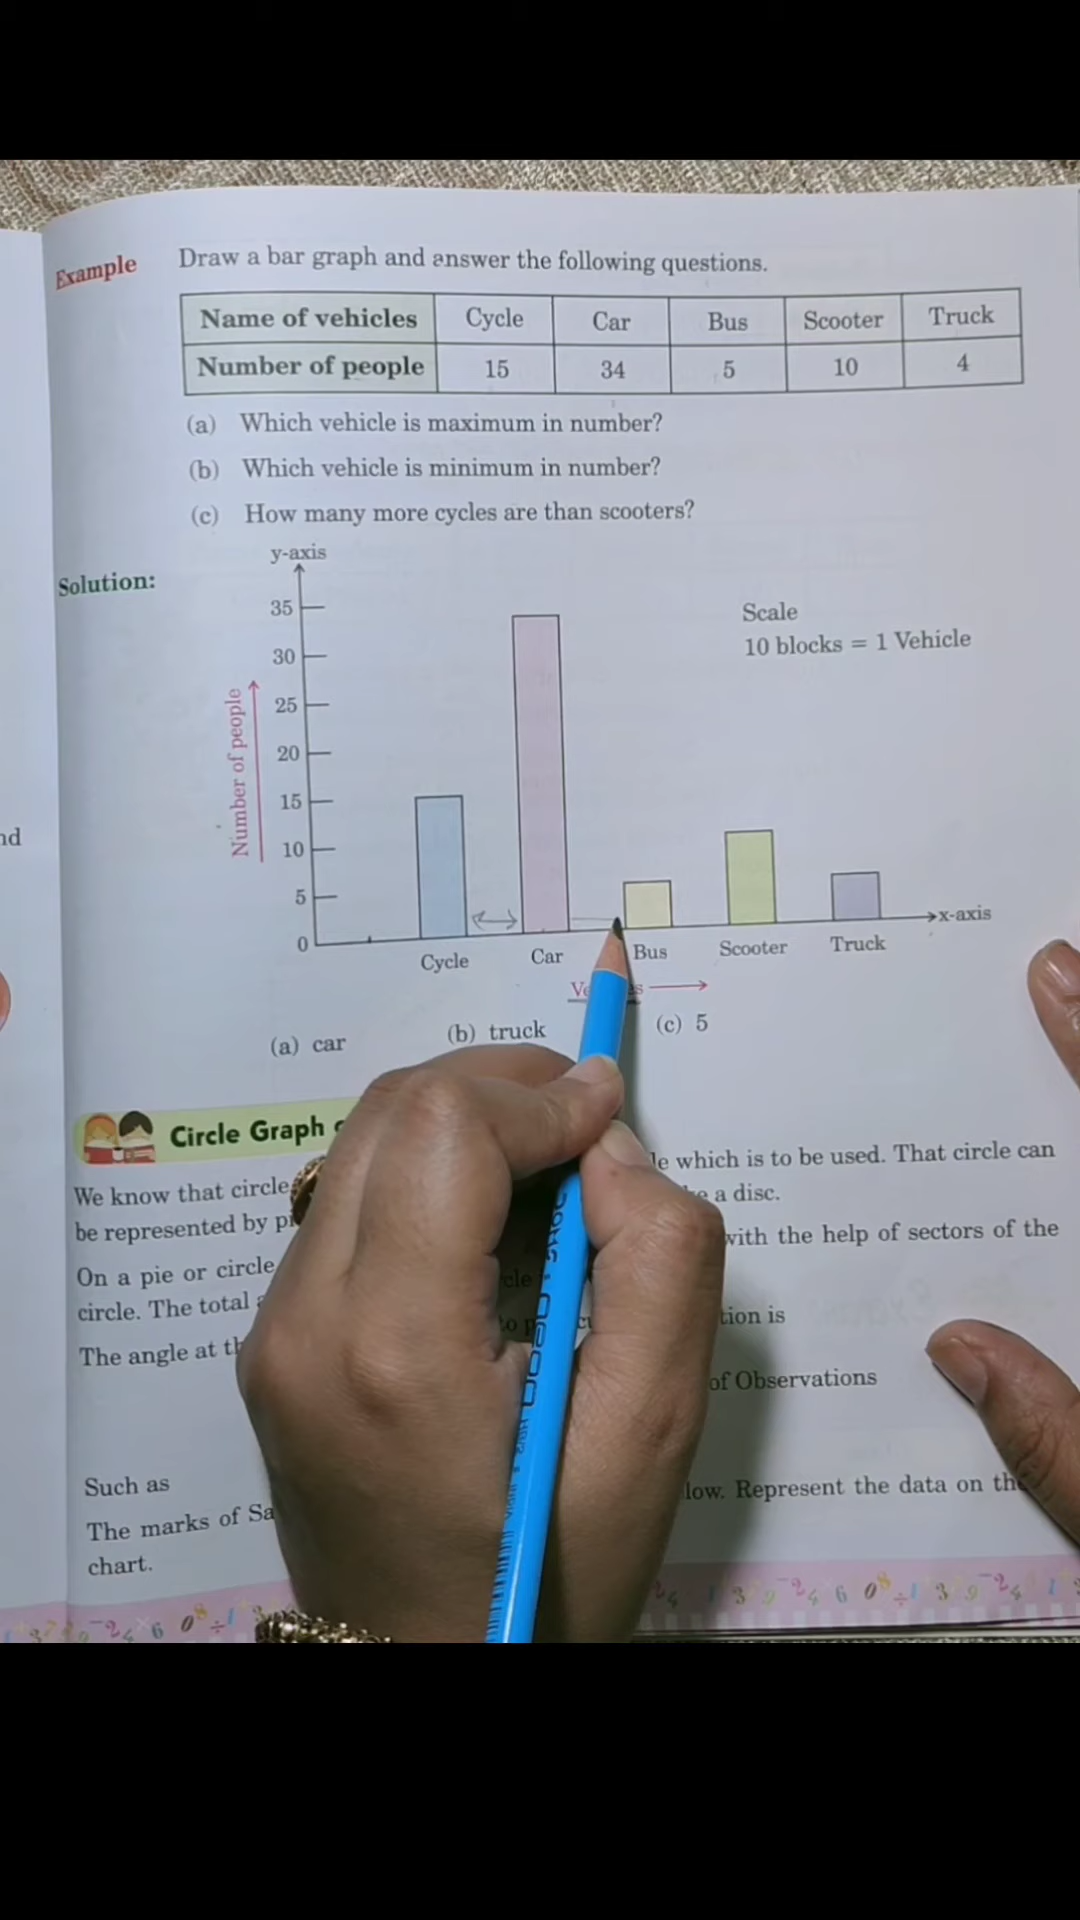 Example
Draw a bar graph and answer the following questions.
Name of vehicles Cycle Car Bus Scooter Truck
Number of people 15 34 5 10 4
(a) Which vehicle is maximum in number?
(b) Which vehicle is minimum in number?
(c) How many more cycles are than scooters?
Solution:
y-axis
35
30
25
20
15
10
5
0
Number of people
Scale
10 blocks = 1 Vehicle
x-axis
Cycle Car Bus Scooter Truck
(a) car (b) truck (c) 5
Circle Graph
We know that circle which is to be used. That circle can
be represented by a disc.
On a pie or circle with the help of sectors of the
circle. The total is
The angle at of Observations
Such as
The marks of Represent the data on
chart.
DOMS